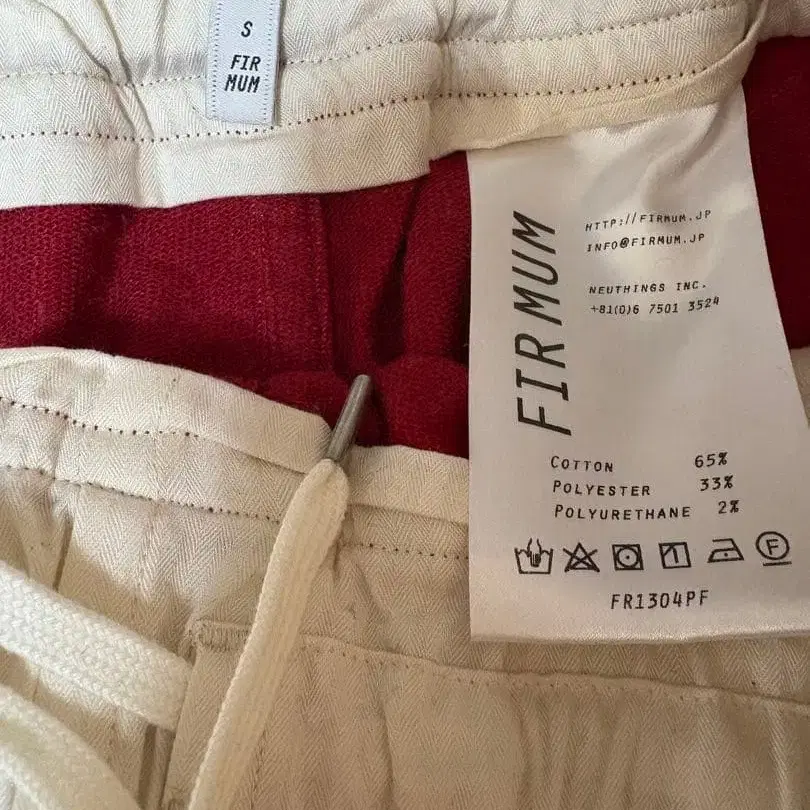 S
FIR
MUM
FIRMUM
HTTP://FIRMUM.JP
INFO@FIRMUM.JP
NEUTHINGS INC.
+81(0)6 7501 3524
COTTON 65%
POLYESTER 33%
POLYURETHANE 2%
F
FR1304PF